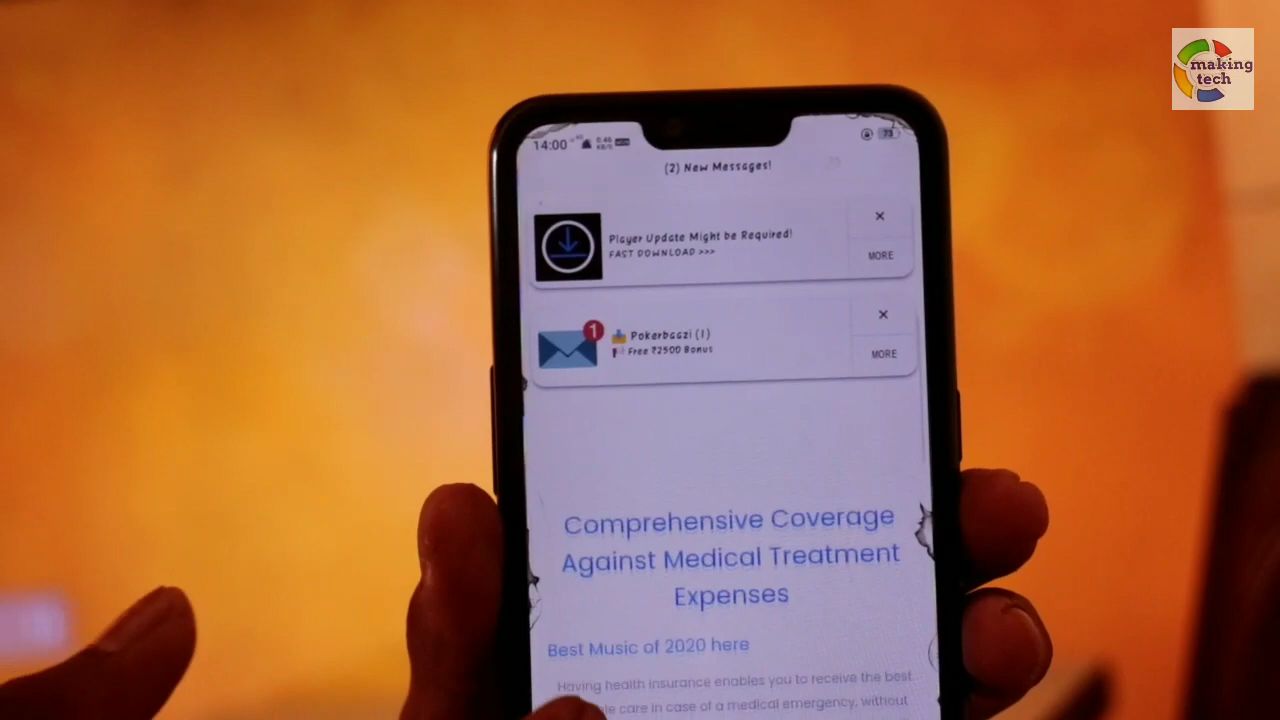 making
tech
14:00
73
(2) New Messages!
Player Update Might be Required!
FAST DOWNLOAD >>>
MORE
1
Pokerbaazi (1)
Free ₹2500 Bonus
MORE
Comprehensive Coverage
Against Medical Treatment
Expenses
Best Music of 2020 here
Having health insurance enables you to receive the best
care in case of a medical emergency, without